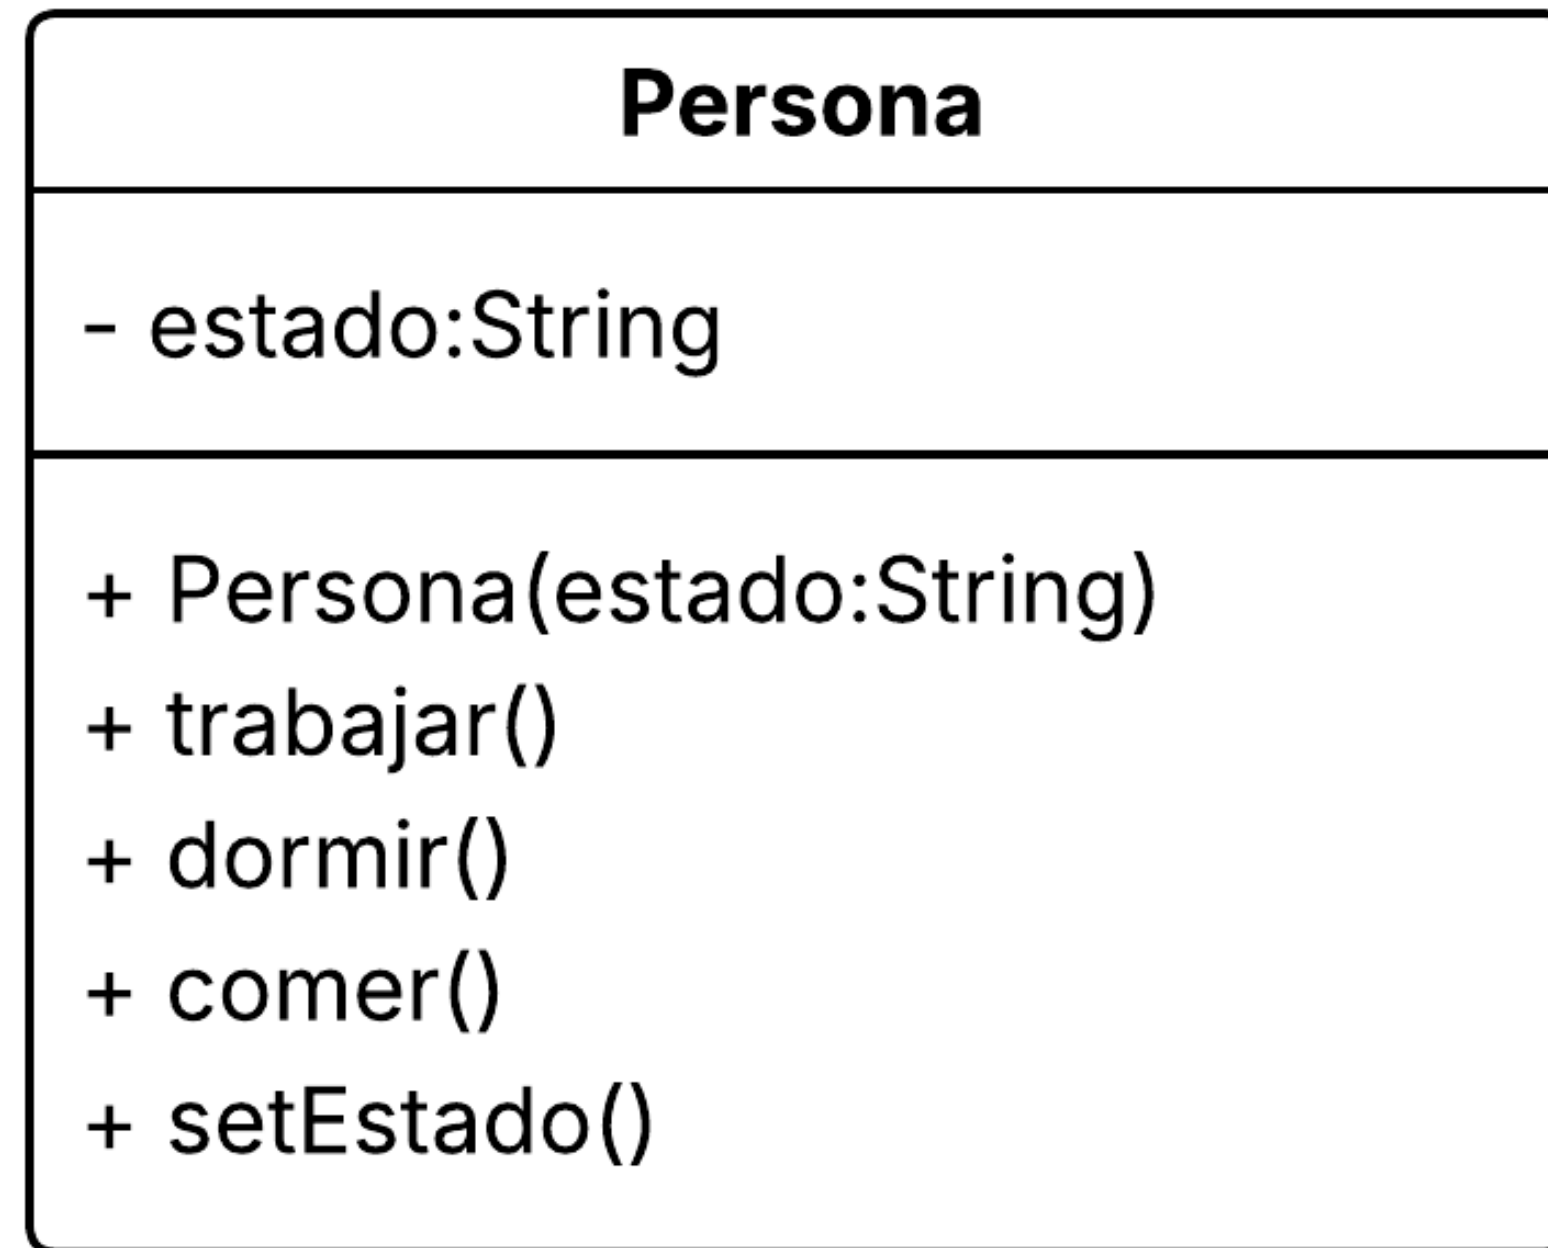 Persona
- estado:String
+ Persona(estado:String)
+ trabajar()
+ dormir()
+ comer()
+ setEstado()